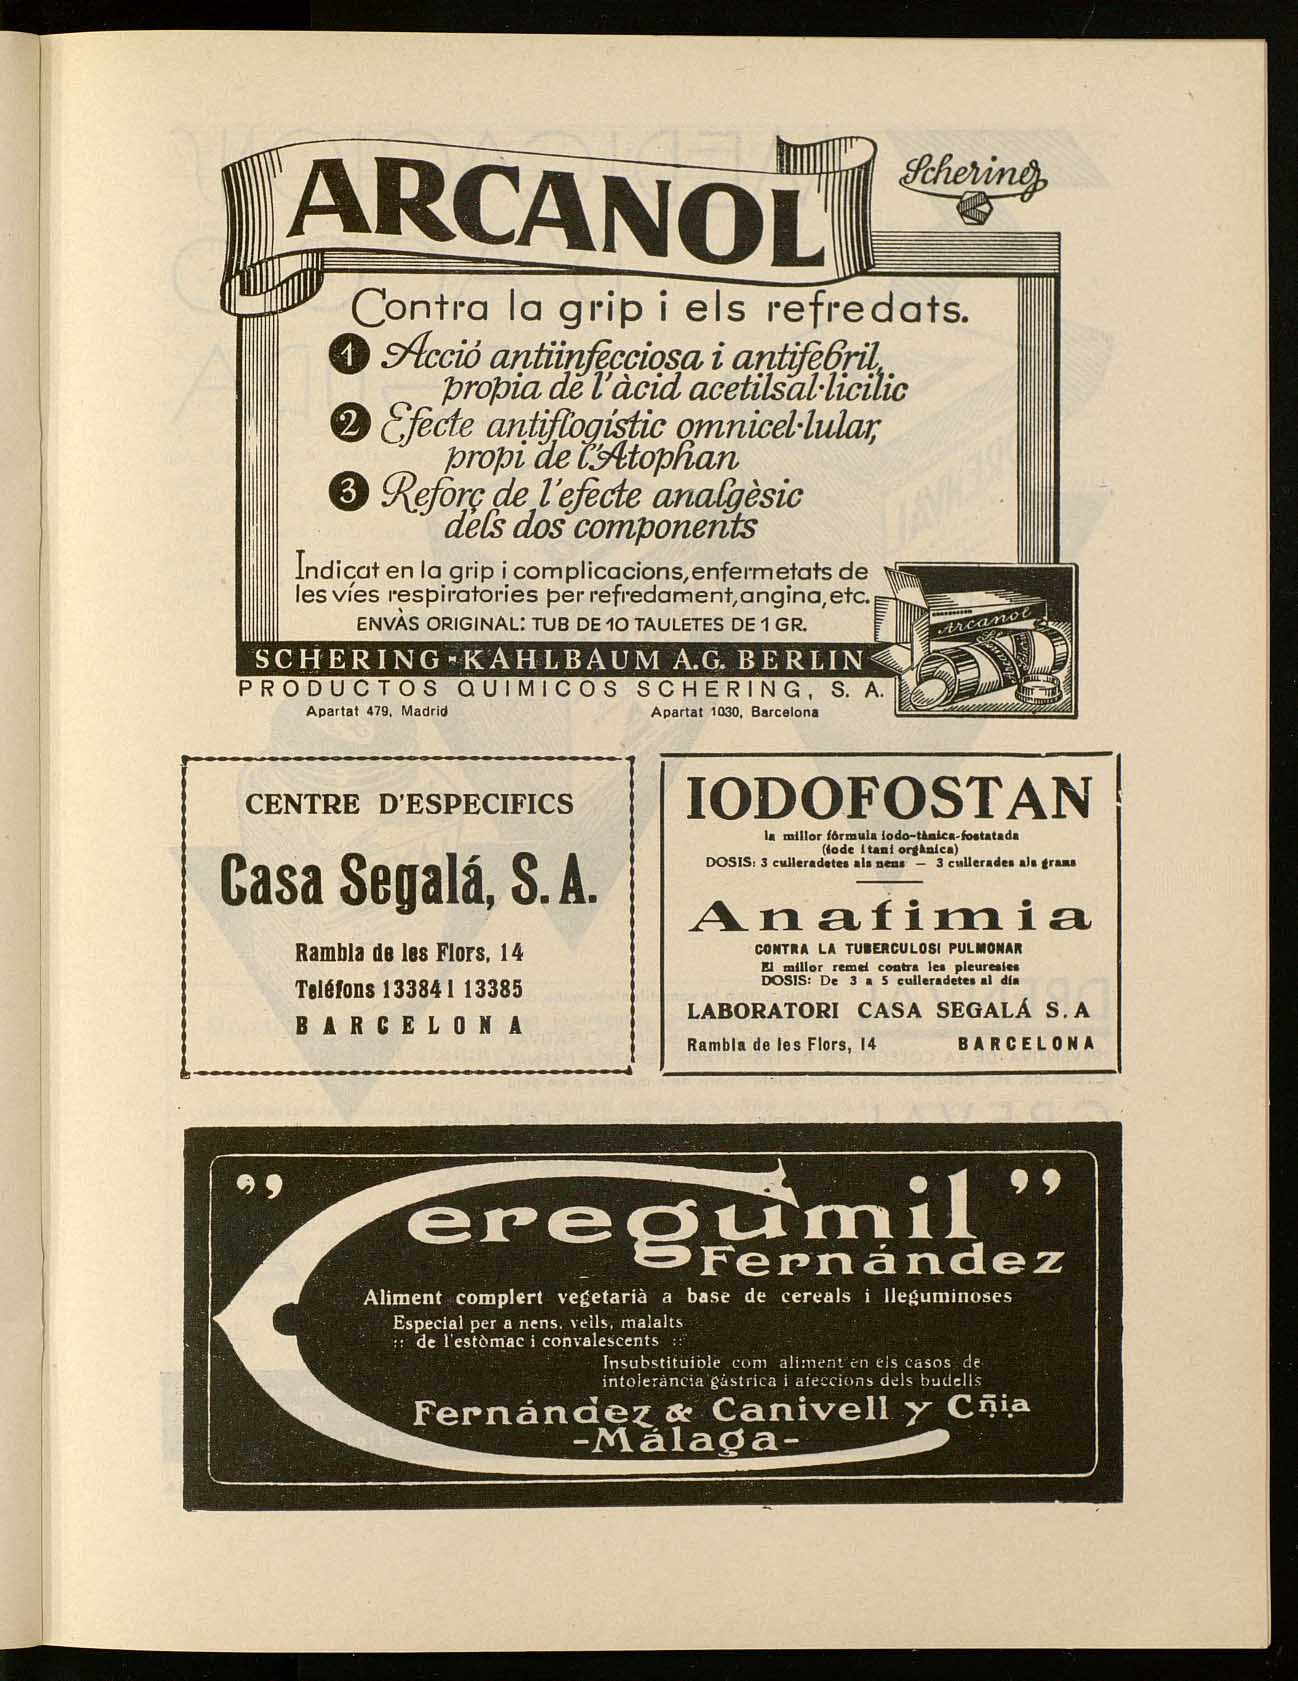 ARCANOL
Schering
Contra la grip i els refredats.
1 Acció antiinfecciosa i antifebril,
propia de l'àcid acetilsal·licilic
2 Efecte antiflogístic omnicel·lular,
propi de l'Atophan
3 Reforç de l'efecte analgèsic
dels dos components
Indicat en la grip i complicacions, enfermetats de
les víes respiratories per refredament, angina, etc.
ENVÀS ORIGINAL: TUB DE 10 TAULETES DE 1 GR.
Arcanol
SCHERING-KAHLBAUM A.G. BERLIN
PRODUCTOS QUIMICOS SCHERING, S. A.
Apartat 479, Madrid Apartat 1030, Barcelona
CENTRE D'ESPECIFICS
Casa Segalá, S. A.
Rambla de les Flors, 14
Telèfons 13384 I 13385
BARCELONA
IODOFOSTAN
la millor fórmula iodo-tànica-fostatada
(iode i tani orgànica)
DOSIS: 3 culleradetes als nens — 3 cullerades als grans
Anafimia
CONTRA LA TUBERCULOSI PULMONAR
El millor remei contra les pleuresies
DOSIS: De 3 a 5 culleradetes al dia
LABORATORI CASA SEGALÁ S. A
Rambla de les Flors, 14 BARCELONA
"Ceregumil"
Fernández
Aliment complert vegetarià a base de cereals i lleguminoses
Especial per a nens, vells, malalts
:: de l'estòmac i convalescents ::
Insubstituible com aliment en els casos de
intolerància gàstrica i afeccions dels budells
Fernández & Canivell y Cñia.
-Málaga-